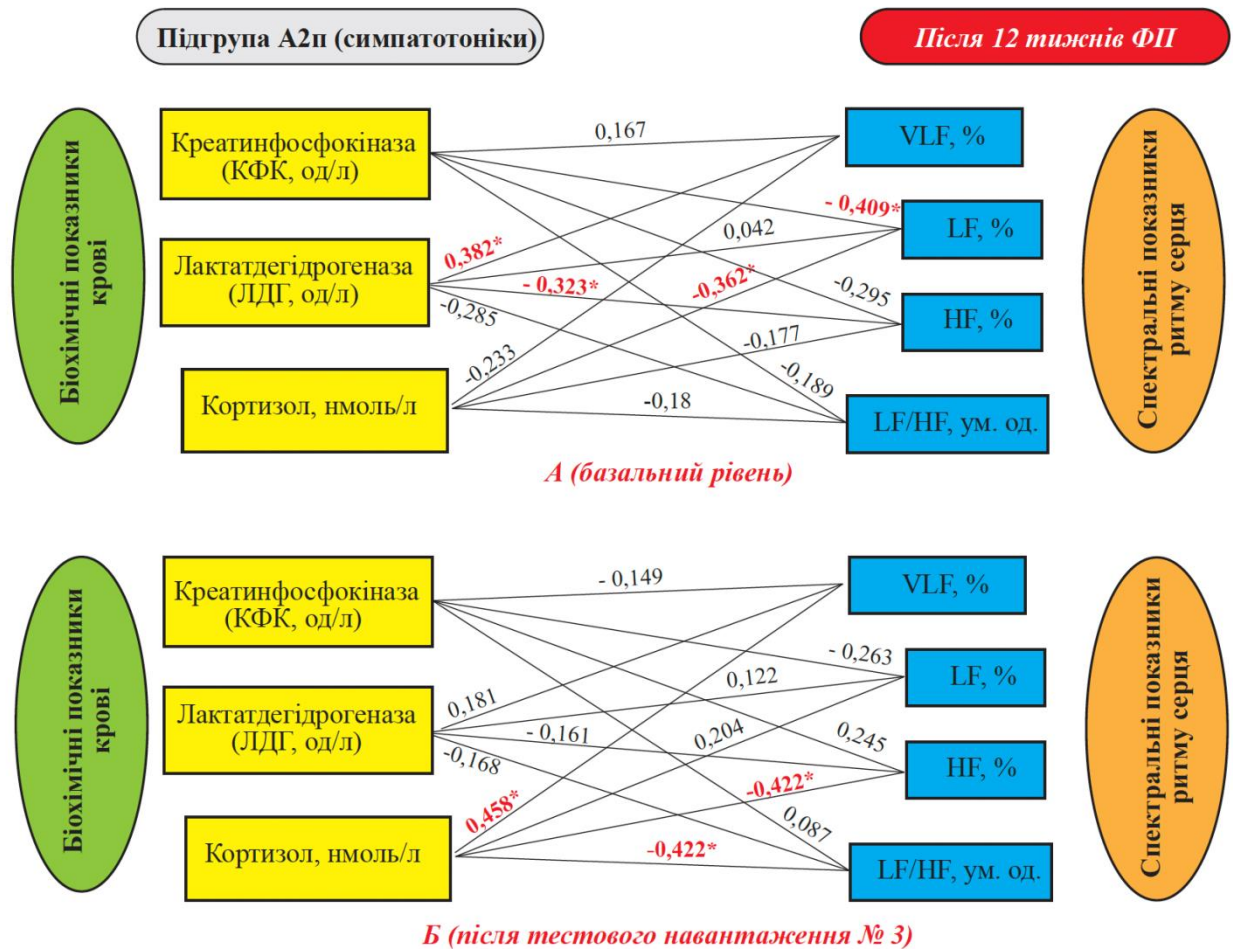 Підгрупа А2п (симпатотоніки)
Після 12 тижнів ФП
Біохімічні показники
крові
Креатинфосфокіназа
(КФК, од/л)
Лактатдегідрогеназа
(ЛДГ, од/л)
Кортизол, нмоль/л
0,167
- 0,409*
0,042
0,382*
- 0,323*
-0,362*
-0,285
-0,295
-0,177
-0,233
-0,189
-0,18
VLF, %
LF, %
HF, %
LF/HF, ум. од.
Спектральні показники
ритму серця
А (базальний рівень)
Біохімічні показники
крові
Креатинфосфокіназа
(КФК, од/л)
Лактатдегідрогеназа
(ЛДГ, од/л)
Кортизол, нмоль/л
- 0,149
- 0,263
0,122
0,181
0,204
- 0,161
-0,168
0,245
-0,422*
0,458*
0,087
-0,422*
VLF, %
LF, %
HF, %
LF/HF, ум. од.
Спектральні показники
ритму серця
Б (після тестового навантаження № 3)